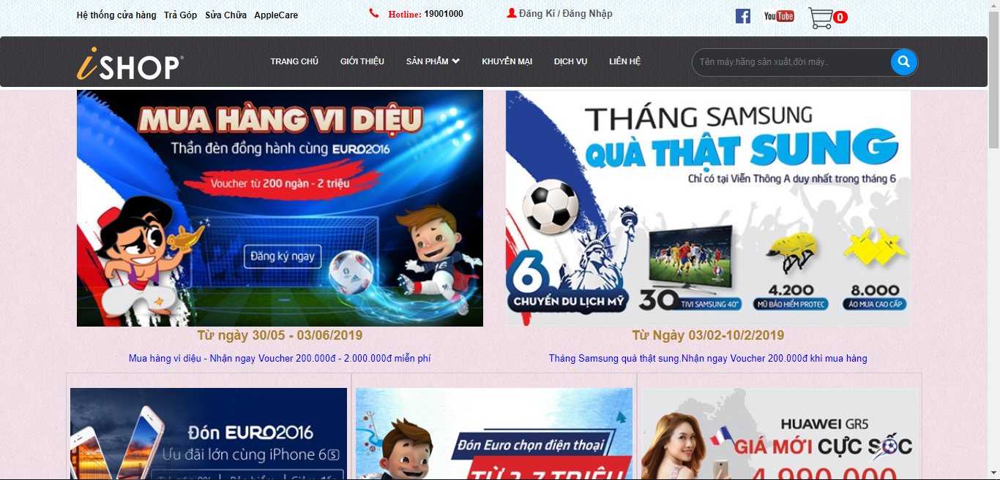 Hệ thống cửa hàng Trả Góp Sửa Chữa AppleCare
Hotline: 19001000
Đăng Kí / Đăng Nhập
You Tube
0
iSHOP
TRANG CHỦ GIỚI THIỆU SẢN PHẨM KHUYẾN MẠI DỊCH VỤ LIÊN HỆ
Tên máy,hãng sản xuất,đời máy..
MUA HÀNG VI DIỆU
Thần đèn đồng hành cùng EURO2016
Voucher từ 200 ngàn - 2 triệu
Đăng ký ngay
16
THÁNG SAMSUNG
QUÀ THẬT SUNG
Chỉ có tại Viễn Thông A duy nhất trong tháng 6
6
CHUYẾN DU LỊCH MỸ
30 TIVI SAMSUNG 40"
4.200
MŨ BẢO HIỂM PROTEC
8.000
ÁO MƯA CAO CẤP
Từ ngày 30/05 - 03/06/2019
Mua hàng vi diệu - Nhận ngay Voucher 200.000đ - 2.000.000đ miễn phí
Từ Ngày 03/02-10/2/2019
Tháng Samsung quà thật sung.Nhận ngay Voucher 200.000đ khi mua hàng
Đón EURO2016
Ưu đãi lớn cùng iPhone 6S
Đón Euro chọn điện thoại
TỪ 2-7 TRIỆU
HUAWEI GR5
GIÁ MỚI CỰC SỐC
4.990.000